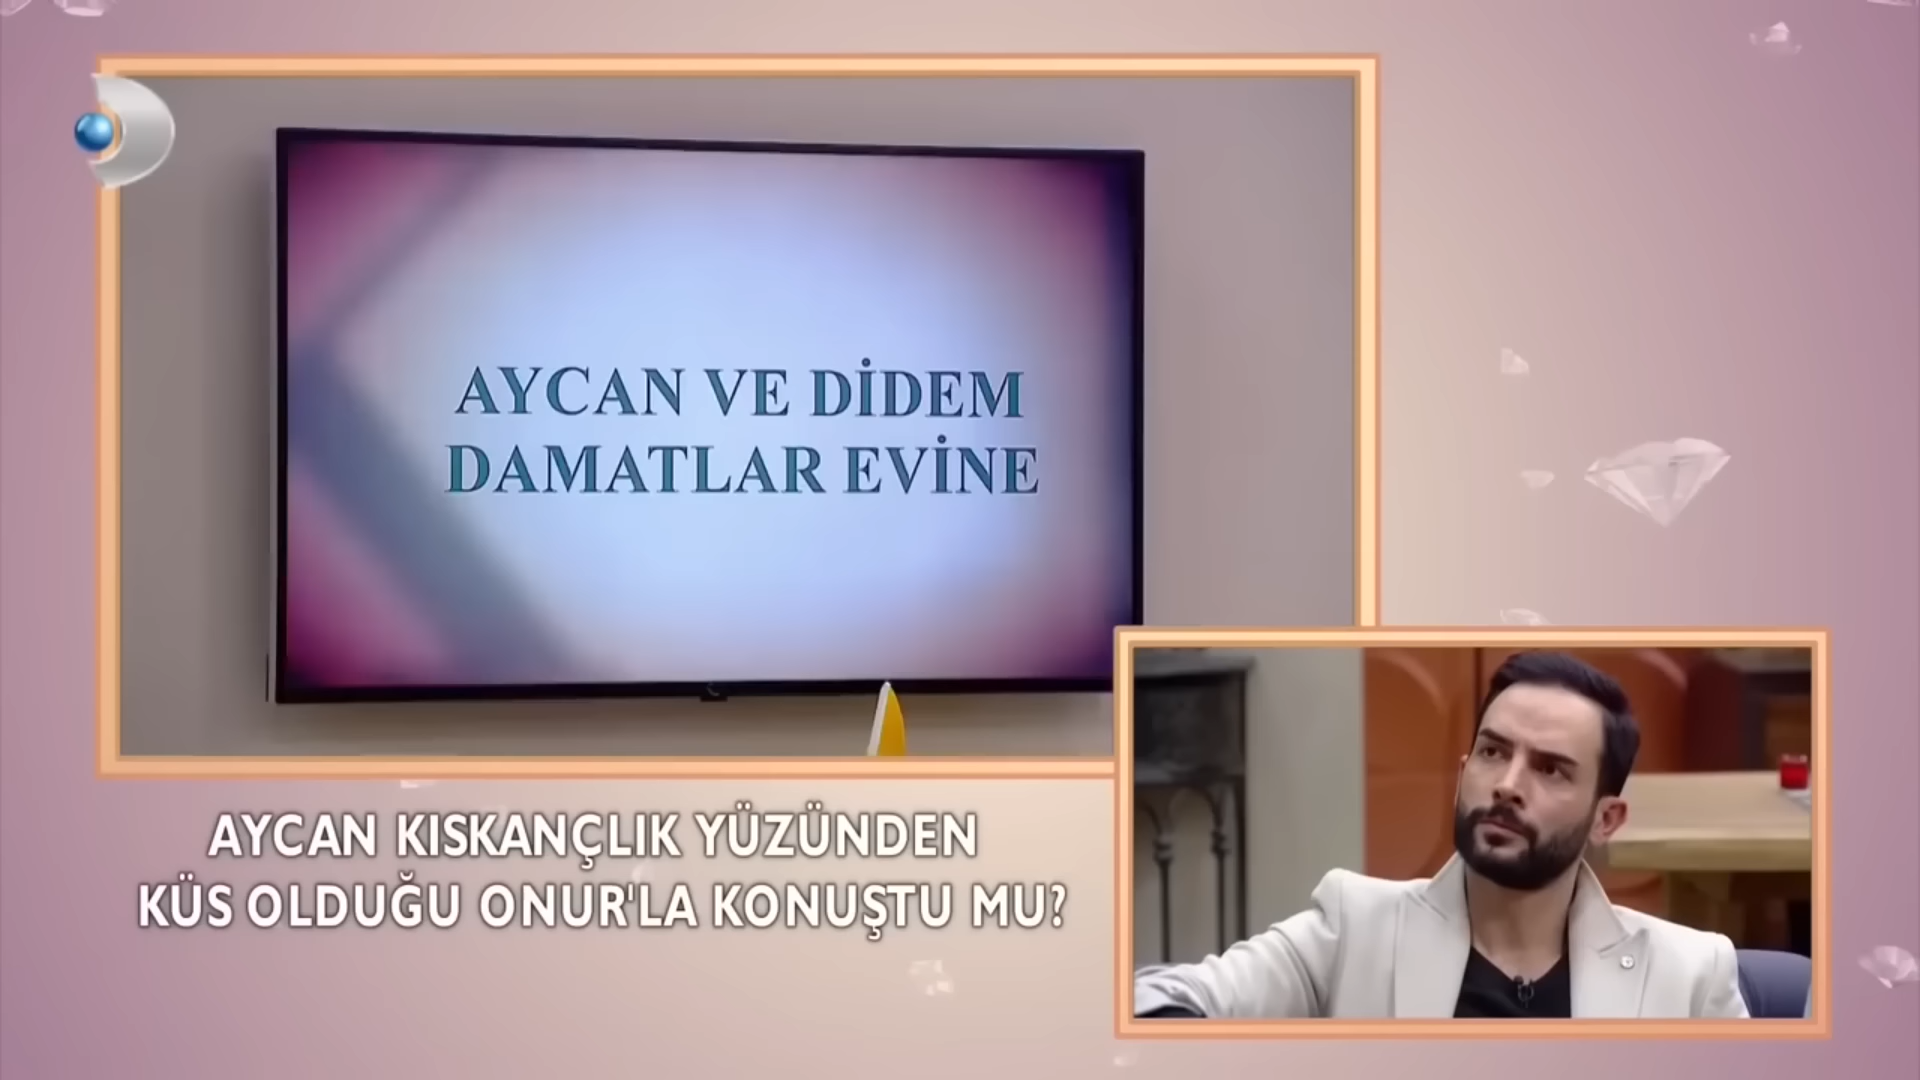 AYCAN VE DİDEM
DAMATLAR EVİNE
AYCAN KISKANÇLIK YÜZÜNDEN
KÜS OLDUĞU ONUR'LA KONUŞTU MU?